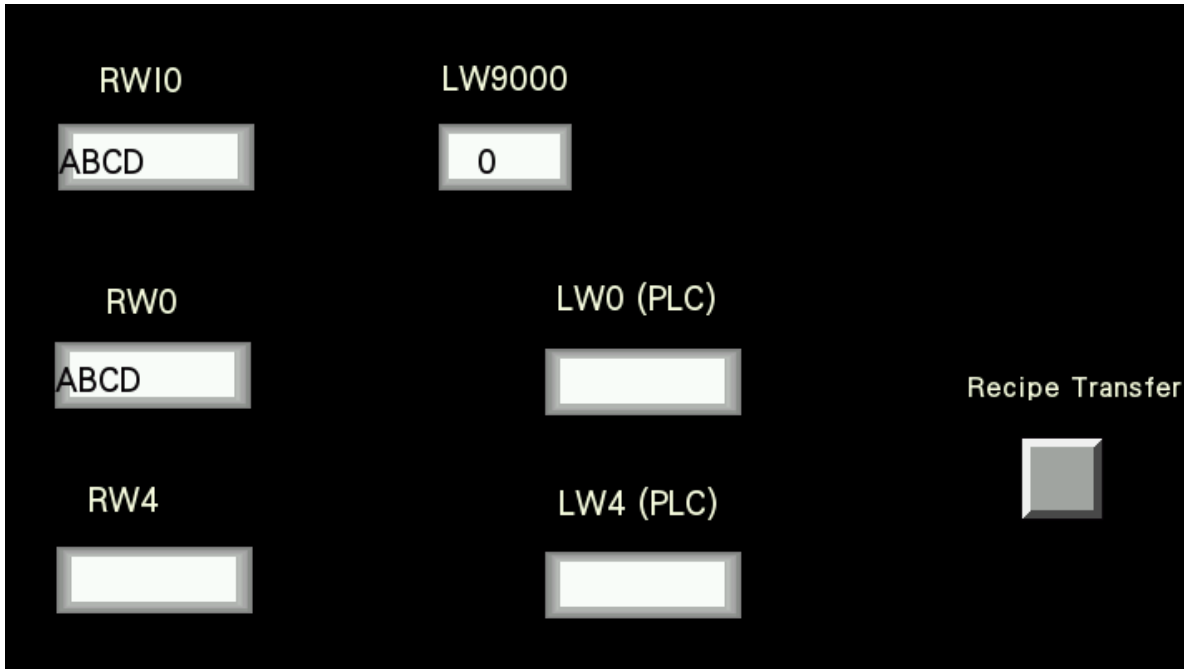 RWI0
LW9000
ABCD
0
RW0
LW0 (PLC)
ABCD
Recipe Transfer
RW4
LW4 (PLC)